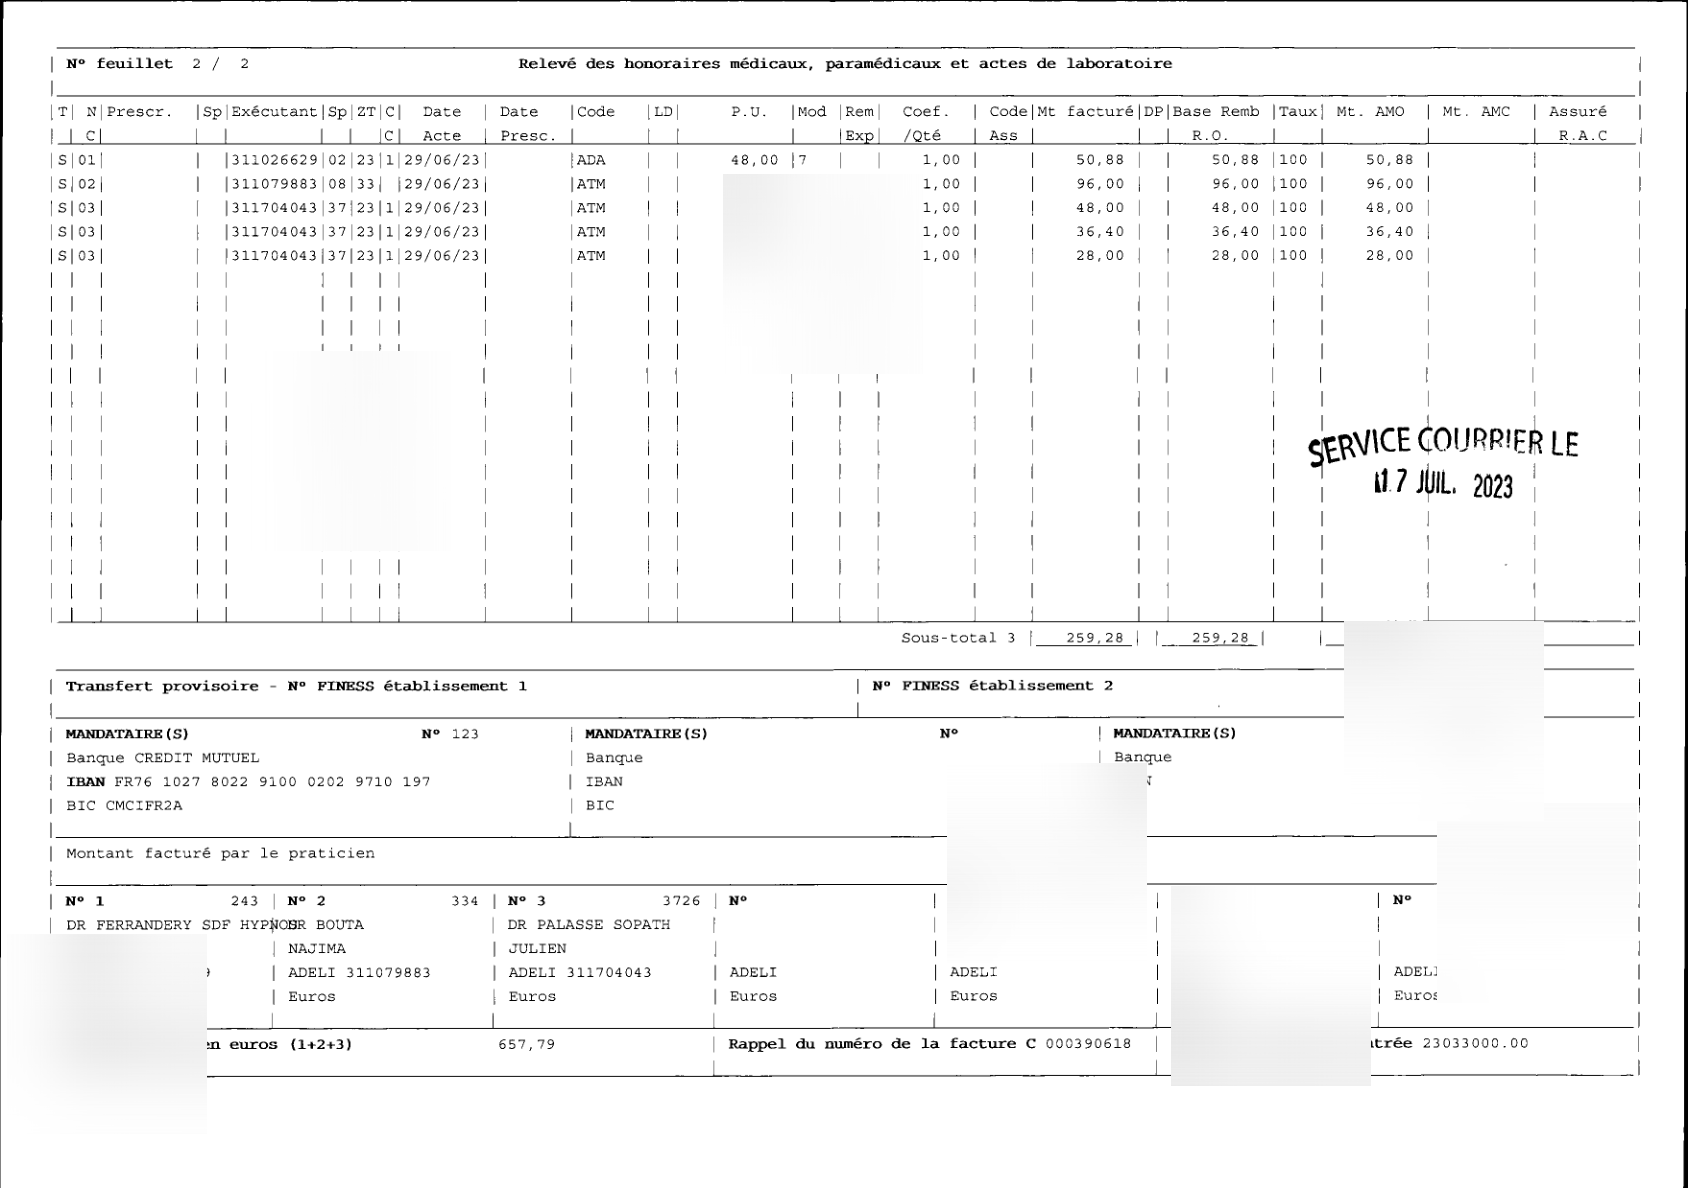 N° feuillet 2 / 2 Relevé des honoraires médicaux, paramédicaux et actes de laboratoire
T N Prescr. Sp Exécutant Sp ZT C Date Date Code LD P.U. Mod Rem Coef. Code Mt facturé DP Base Remb Taux Mt. AMO Mt. AMC Assuré
C C Acte Presc. Exp /Qté Ass R.O. R.A.C
S 01 311026629 02 23 1 29/06/23 ADA 48,00 7 1,00 50,88 50,88 100 50,88
S 02 311079883 08 33 29/06/23 ATM 1,00 96,00 96,00 100 96,00
S 03 311704043 37 23 1 29/06/23 ATM 1,00 48,00 48,00 100 48,00
S 03 311704043 37 23 1 29/06/23 ATM 1,00 36,40 36,40 100 36,40
S 03 311704043 37 23 1 29/06/23 ATM 1,00 28,00 28,00 100 28,00
SERVICE COURRIER LE
17 JUIL. 2023
Sous-total 3 259,28 259,28
Transfert provisoire - N° FINESS établissement 1 N° FINESS établissement 2
MANDATAIRE(S) N° 123 MANDATAIRE(S) N° MANDATAIRE(S)
Banque CREDIT MUTUEL Banque Banque
IBAN FR76 1027 8022 9100 0202 9710 197 IBAN
BIC CMCIFR2A BIC
Montant facturé par le praticien
N° 1 243 N° 2 334 N° 3 3726 N° N°
DR FERRANDERY SDF HYPNOS DR BOUTA DR PALASSE SOPATH
NAJIMA JULIEN
ADELI 311079883 ADELI 311704043 ADELI ADELI ADELI
Euros Euros Euros Euros Euros
en euros (1+2+3) 657,79 Rappel du numéro de la facture C 000390618 23033000.00